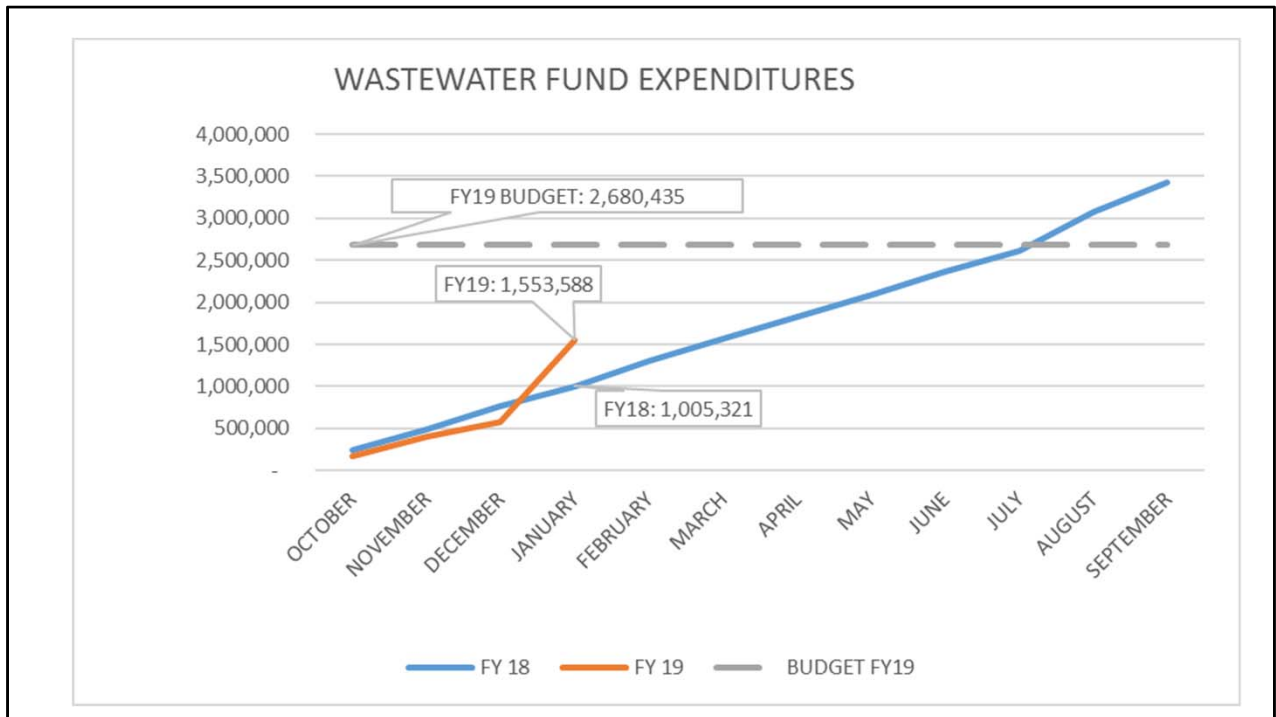 WASTEWATER FUND EXPENDITURES
4,000,000
3,500,000
FY19 BUDGET: 2,680,435
3,000,000
2,500,000
FY19: 1,553,588
2,000,000
1,500,000
1,000,000
FY18: 1,005,321
500,000
-
OCTOBER
NOVEMBER
DECEMBER
JANUARY
FEBRUARY
MARCH
APRIL
MAY
JUNE
JULY
AUGUST
SEPTEMBER
FY 18
FY 19
BUDGET FY19